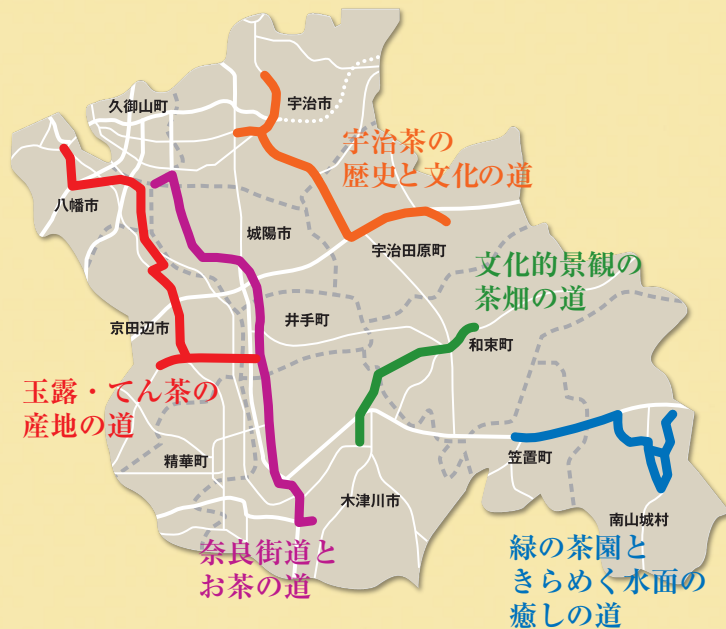 久御山町
宇治市
宇治茶の
歴史と文化の道
八幡市
城陽市
宇治田原町
文化的景観の
茶畑の道
京田辺市
井手町
和束町
玉露・てん茶の
産地の道
精華町
笠置町
木津川市
南山城村
奈良街道と
お茶の道
緑の茶園と
きらめく水面の
癒しの道